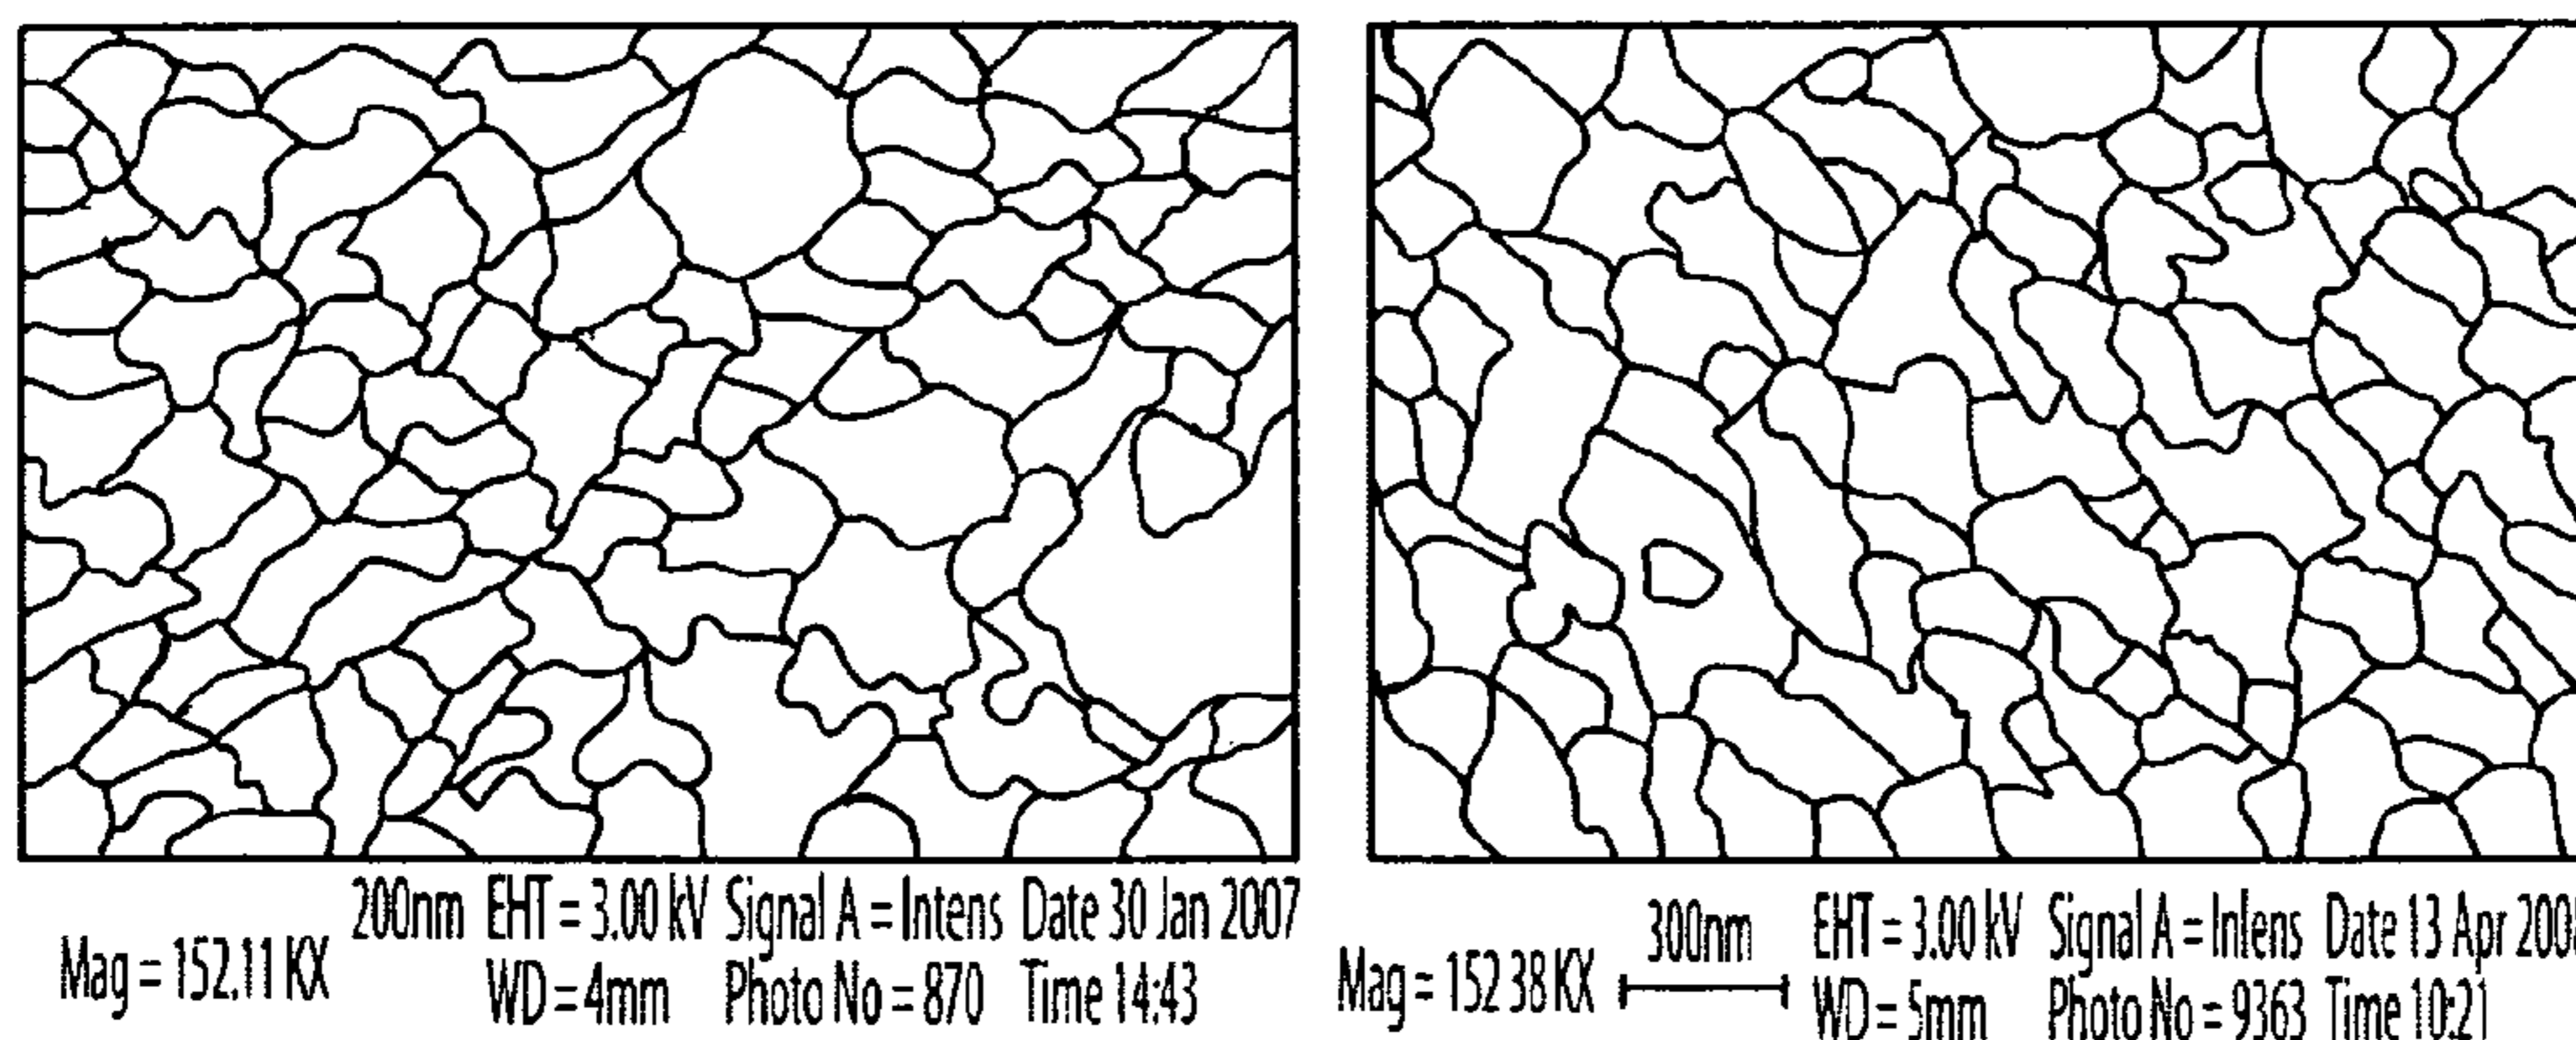 200nm EHT = 3.00 kV Signal A = Intens Date 30 Jan 2007
Mag = 152.11 KX
WD = 4mm Photo No = 870 Time 14:43
300nm EHT = 3.00 kV Signal A = Inlens Date 13 Apr
Mag = 152 38 KX
WD = 5mm Photo No = 9363 Time 10:21